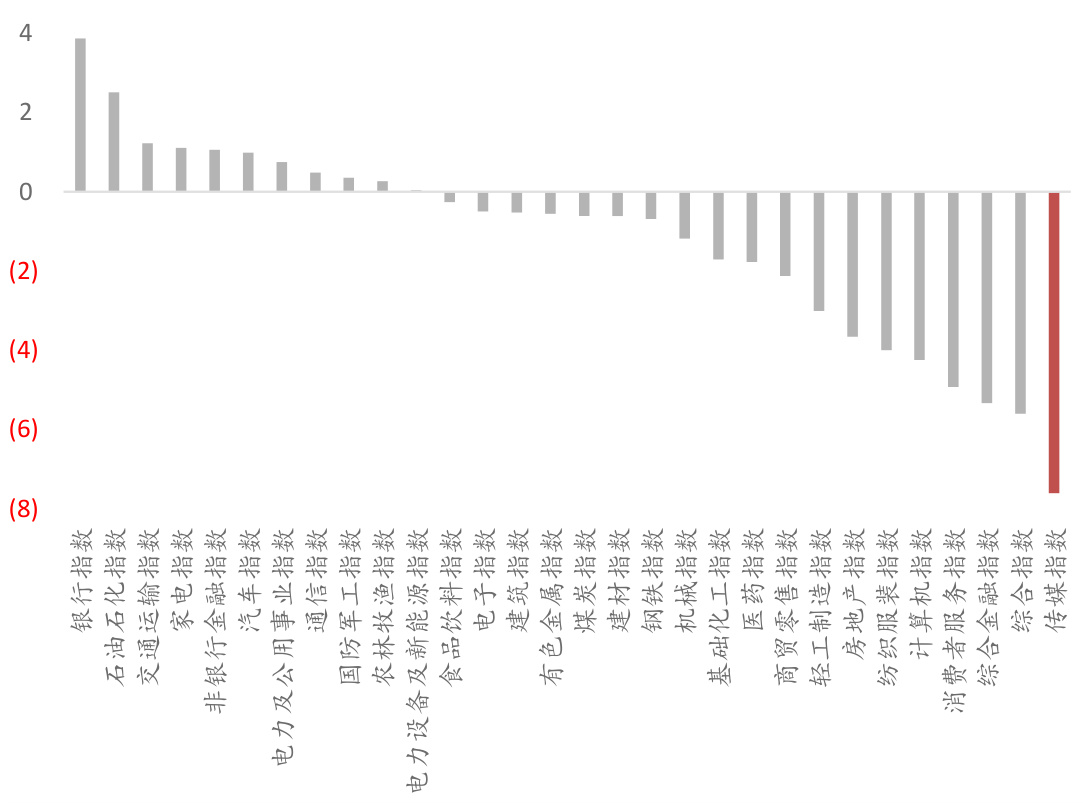 4
2
0
(2)
(4)
(6)
(8)
银行指数
石油石化指数
交通运输指数
家电指数
非银行金融指数
汽车指数
电力及公用事业指数
通信指数
国防军工指数
农林牧渔指数
电力设备及新能源指数
食品饮料指数
电子指数
建筑指数
有色金属指数
煤炭指数
建材指数
钢铁指数
机械指数
基础化工指数
医药指数
商贸零售指数
轻工制造指数
房地产指数
纺织服装指数
计算机指数
消费者服务指数
综合金融指数
综合指数
传媒指数